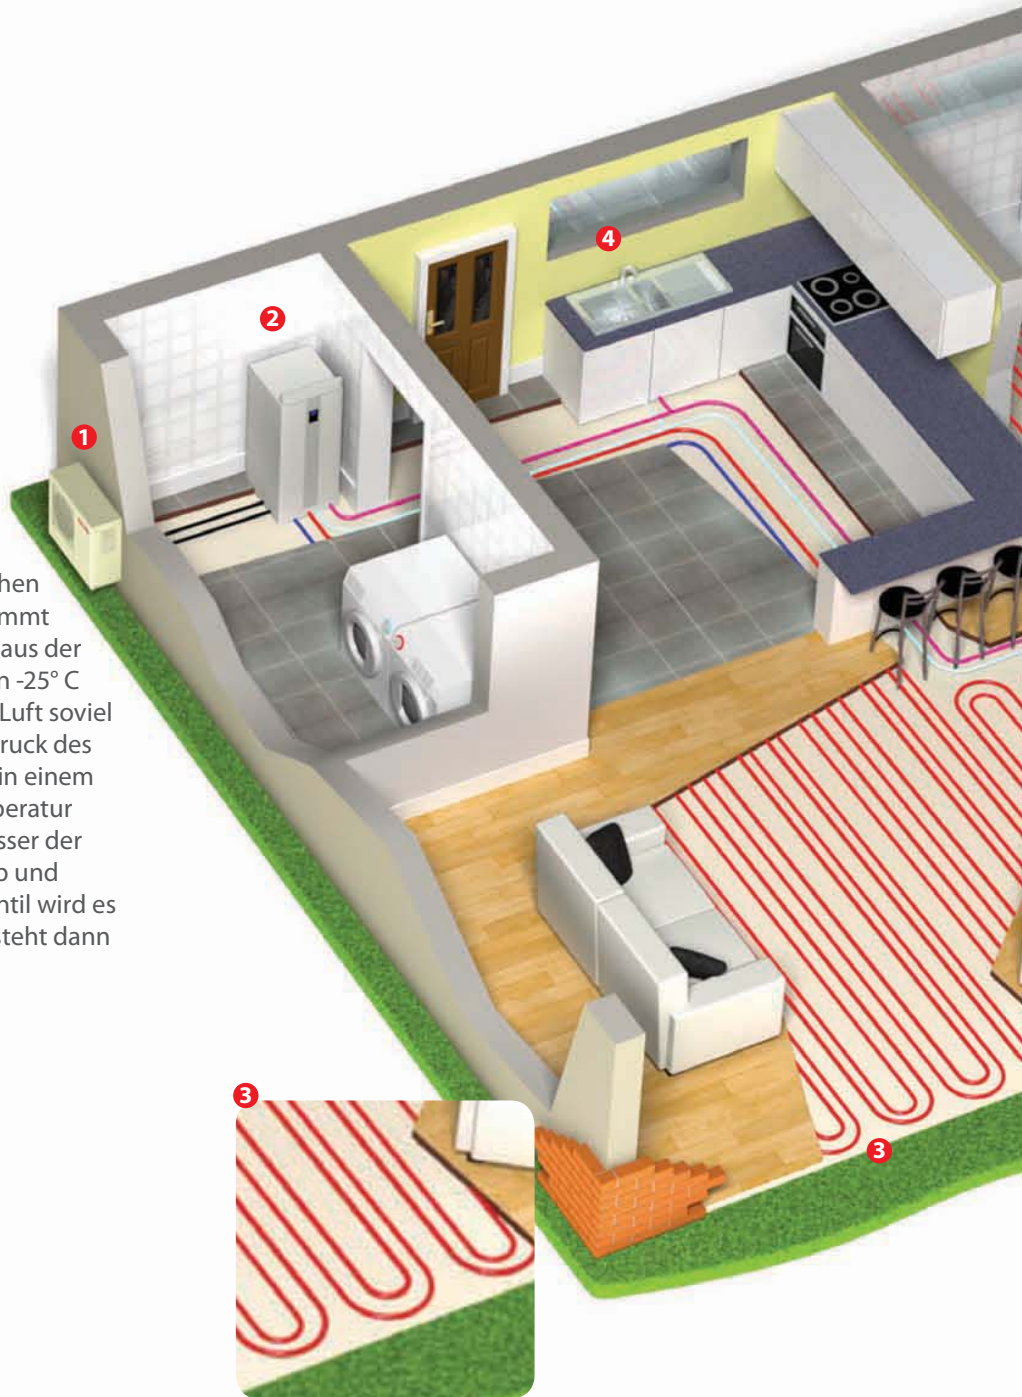 4
2
1
hen
mmt
aus der
n -25° C
Luft soviel
ruck des
in einem
peratur
sser der
o und
ntil wird es
steht dann
3
3